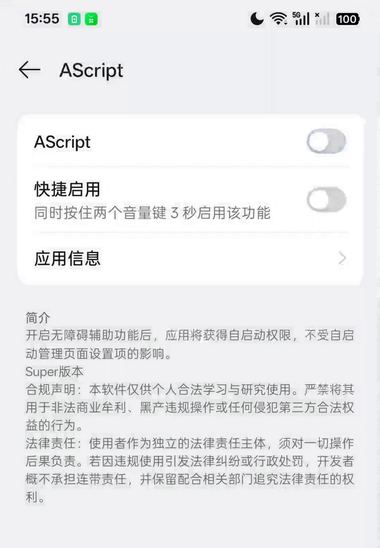 15:55 5G 100
AScript
AScript
快捷启用
同时按住两个音量键 3 秒启用该功能
应用信息
简介
开启无障碍辅助功能后，应用将获得自启动权限，不受自启
动管理页面设置项的影响。
Super版本
合规声明：本软件仅供个人合法学习与研究使用。严禁将其
用于非法商业牟利、黑产违规操作或任何侵犯第三方合法权
益的行为。
法律责任：使用者作为独立的法律责任主体，须对一切操作
后果负责。若因违规使用引发法律纠纷或行政处罚，开发者
概不承担连带责任，并保留配合相关部门追究法律责任的权
利。